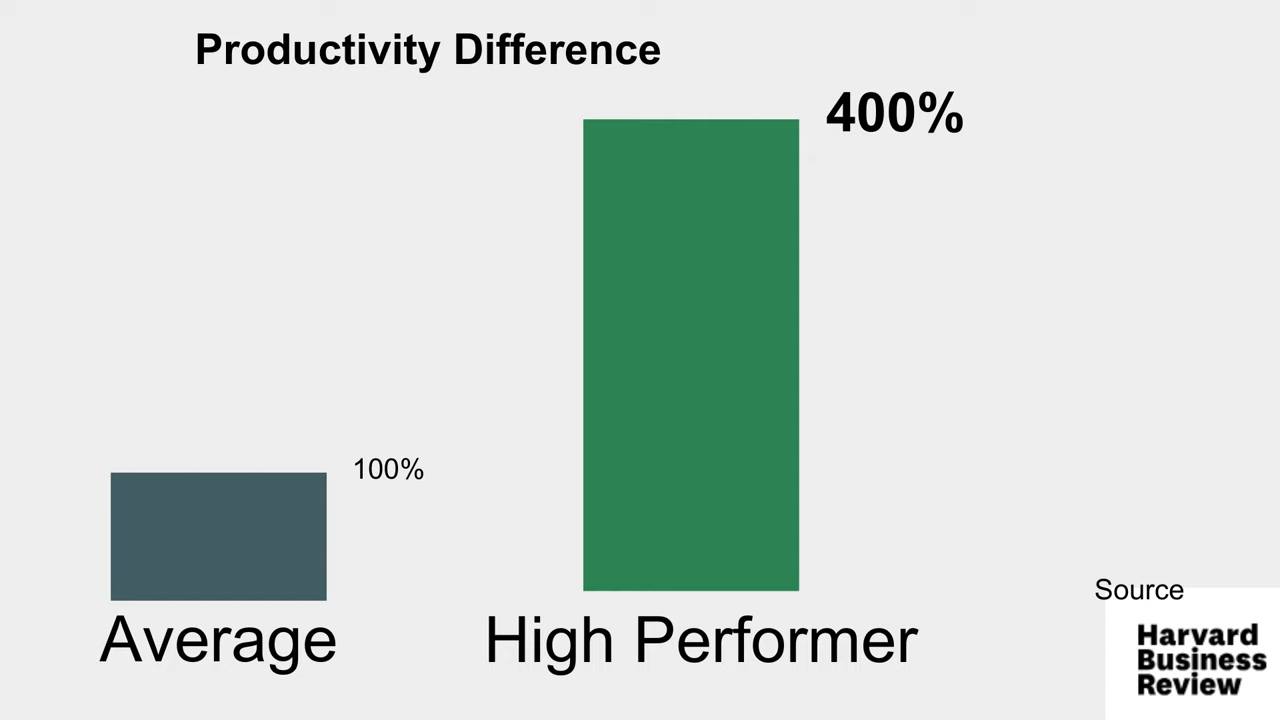 Productivity Difference
400%
100%
Average
High Performer
Source
Harvard
Business
Review